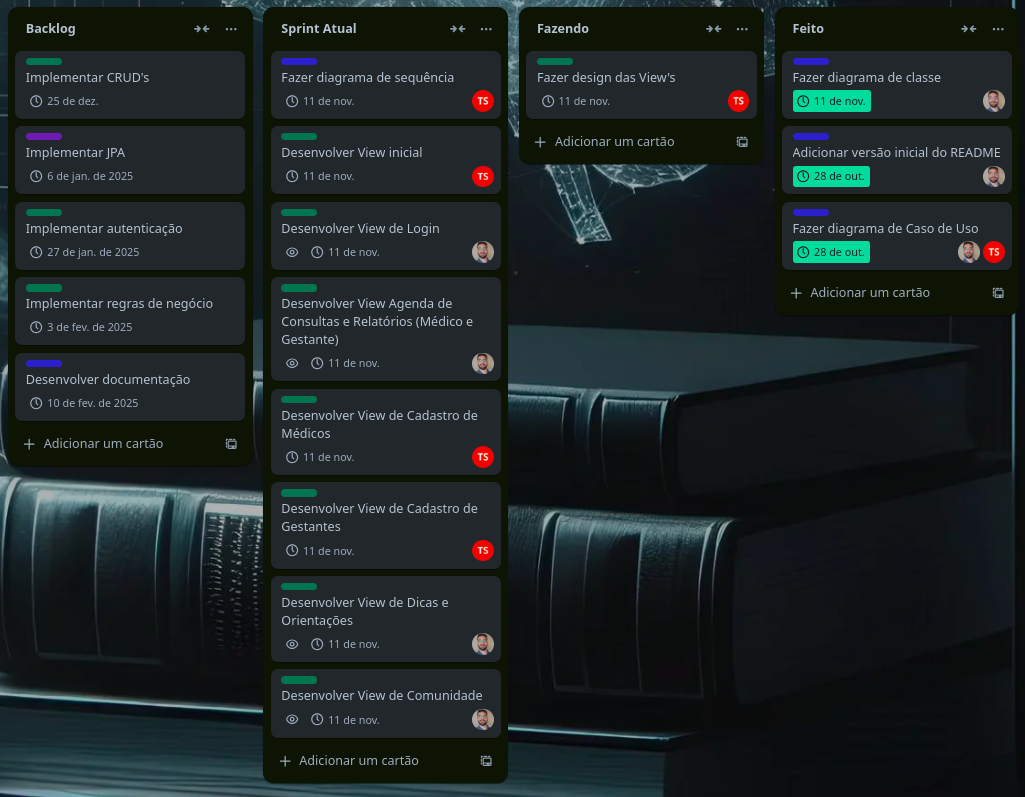 Backlog
Implementar CRUD's
25 de dez.
Implementar JPA
6 de jan. de 2025
Implementar autenticação
27 de jan. de 2025
Implementar regras de negócio
3 de fev. de 2025
Desenvolver documentação
10 de fev. de 2025
Adicionar um cartão
Sprint Atual
Fazer diagrama de sequência
11 de nov.
TS
Desenvolver View inicial
11 de nov.
TS
Desenvolver View de Login
11 de nov.
Desenvolver View Agenda de
Consultas e Relatórios (Médico e
Gestante)
11 de nov.
Desenvolver View de Cadastro de
Médicos
11 de nov.
TS
Desenvolver View de Cadastro de
Gestantes
11 de nov.
TS
Desenvolver View de Dicas e
Orientações
11 de nov.
Desenvolver View de Comunidade
11 de nov.
Adicionar um cartão
Fazendo
Fazer design das View's
11 de nov.
TS
Adicionar um cartão
Feito
Fazer diagrama de classe
11 de nov.
Adicionar versão inicial do README
28 de out.
Fazer diagrama de Caso de Uso
28 de out.
TS
Adicionar um cartão